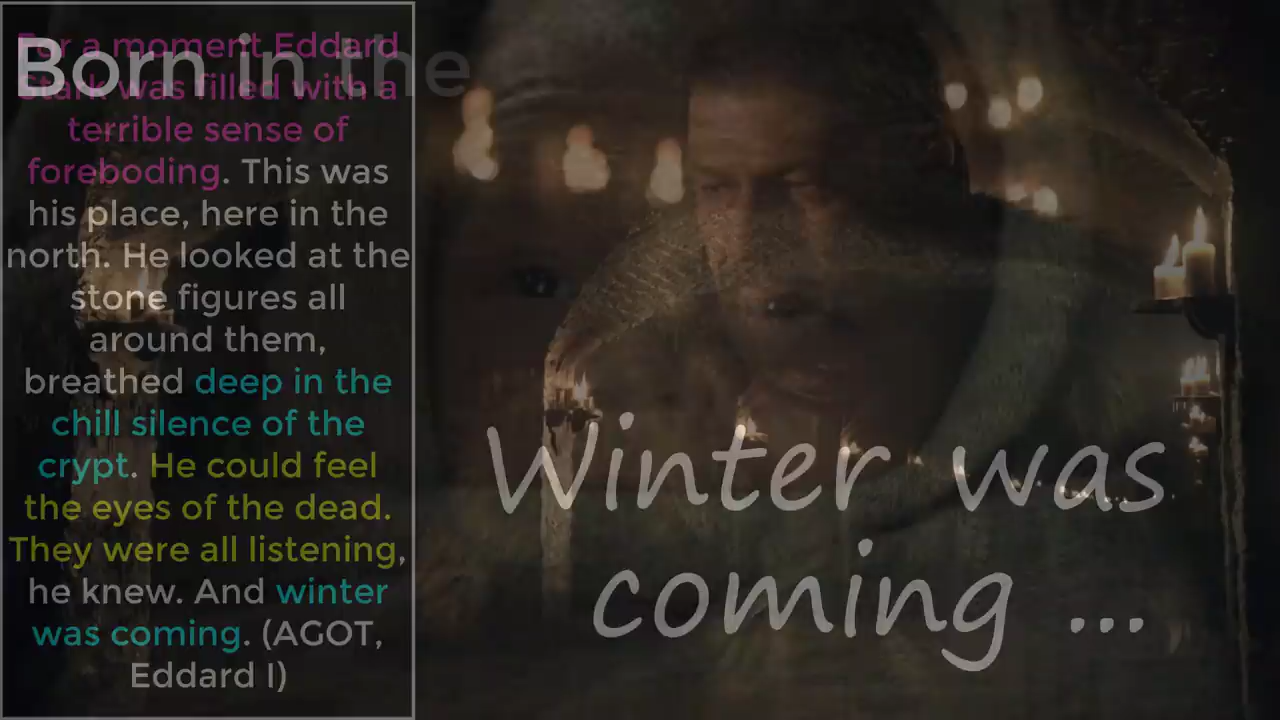 Born in the
For a moment Eddard
Stark was filled with a
terrible sense of
foreboding. This was
his place, here in the
north. He looked at the
stone figures all
around them,
breathed deep in the
chill silence of the
crypt. He could feel
the eyes of the dead.
They were all listening,
he knew. And winter
was coming. (AGOT,
Eddard I)
Winter was
coming ...